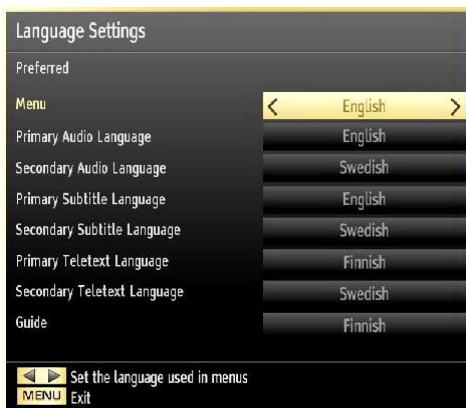 Language Settings
Preferred
Menu English
Primary Audio Language English
Secondary Audio Language Swedish
Primary Subtitle Language English
Secondary Subtitle Language Swedish
Primary Teletext Language Finnish
Secondary Teletext Language Swedish
Guide Finnish
Set the language used in menus
MENU Exit